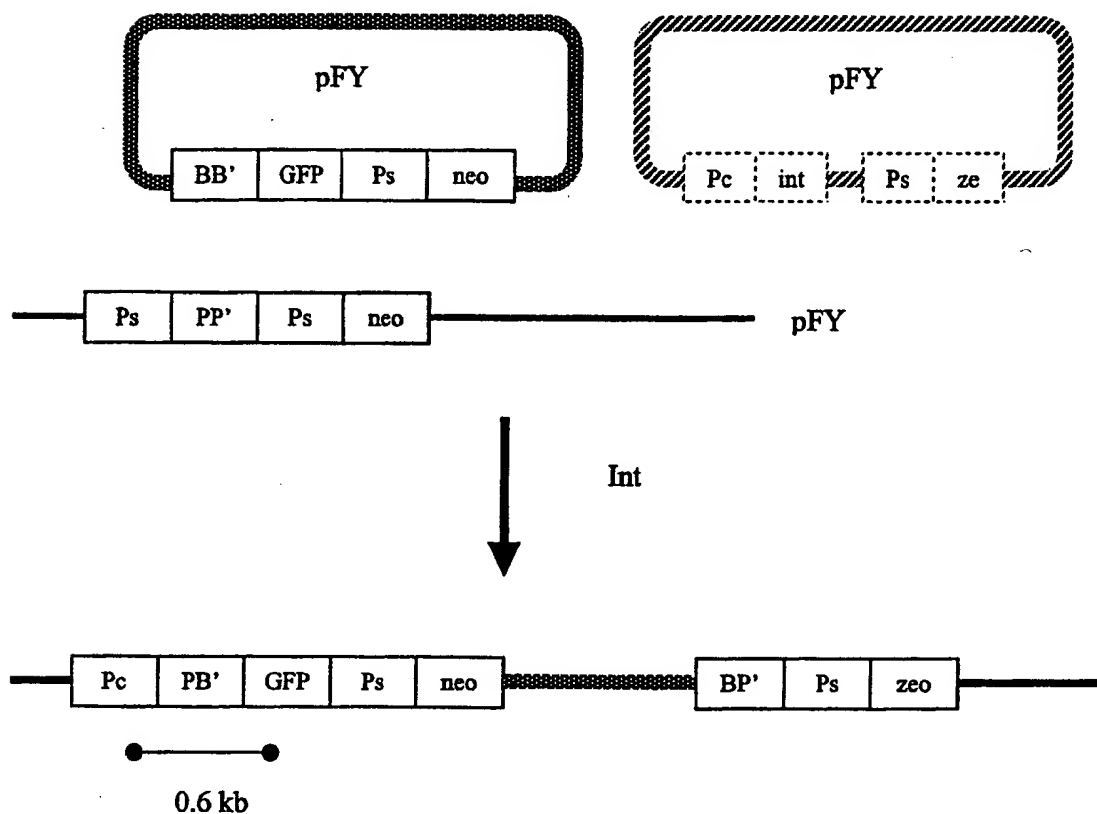 pFY pFY
BB' GFP Ps neo Pc int Ps ze
Ps PP' Ps neo
pFY
Int
Pc PB' GFP Ps neo BP' Ps zeo
0.6 kb